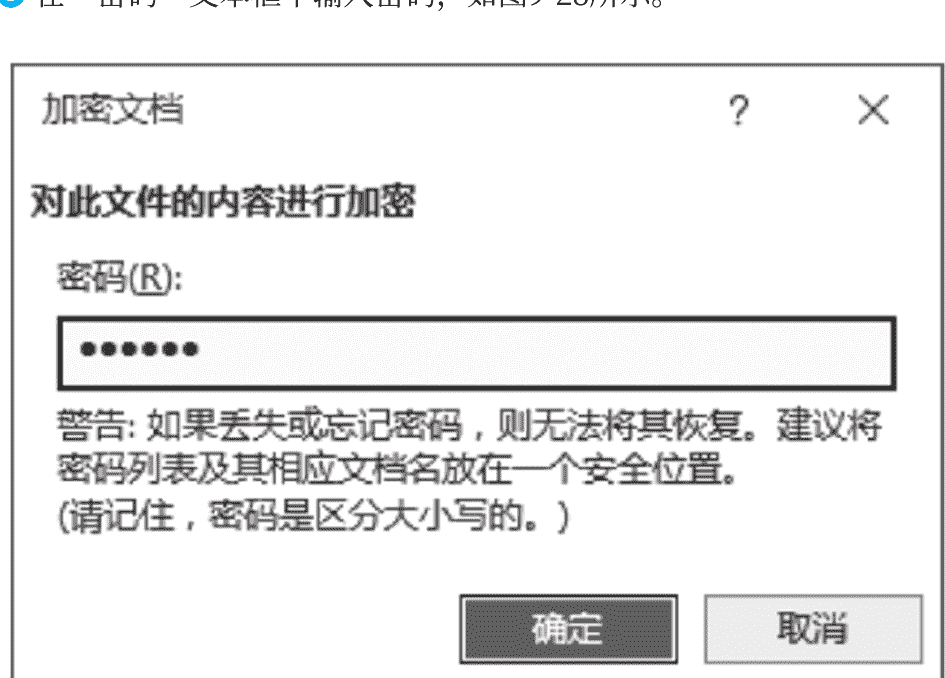 加密文档
对此文件的内容进行加密
密码(R):
••••••
警告: 如果丢失或忘记密码，则无法将其恢复。建议将
密码列表及其相应文档名放在一个安全位置。
(请记住，密码是区分大小写的。)
确定 取消